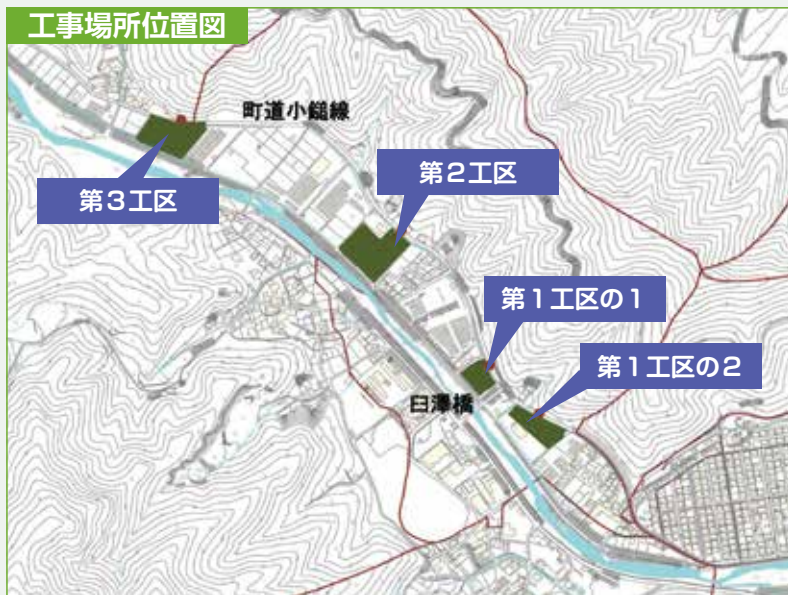 工事場所位置図
町道小鎚線
第3工区
第2工区
第1工区の1
第1工区の2
臼澤橋